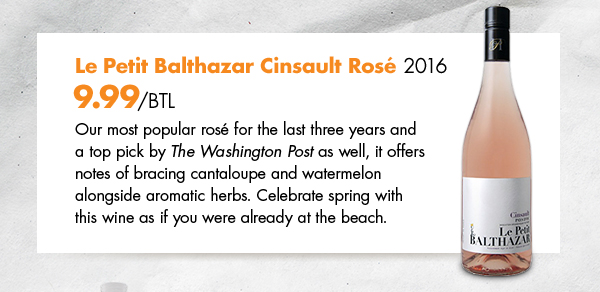 Le Petit Balthazar Cinsault Rosé 2016
9.99/BTL
Our most popular rosé for the last three years and
a top pick by The Washington Post as well, it offers
notes of bracing cantaloupe and watermelon
alongside aromatic herbs. Celebrate spring with
this wine as if you were already at the beach.
Cinsault
Le Petit
BALTHAZAR